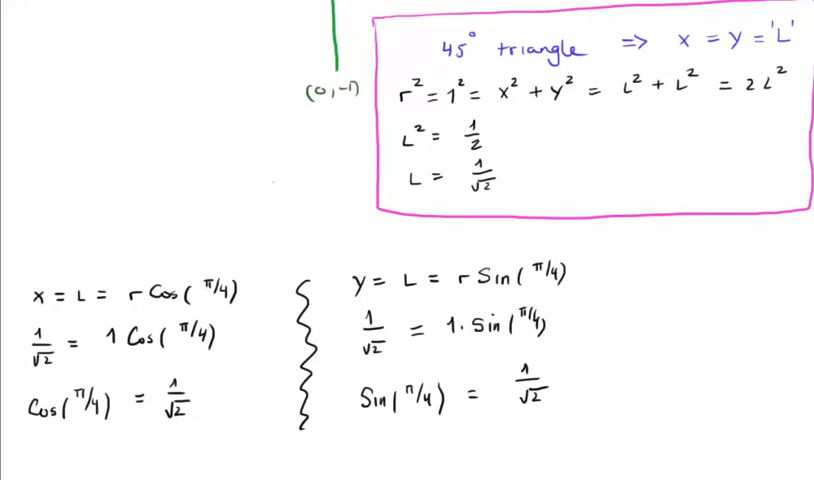 45° triangle => x = y = 'L'
(0,-1)
r² = 1² = x² + y² = L² + L² = 2L²
L² = 1/2
L = 1/√2
x = L = r Cos(π/4)
1/√2 = 1 Cos(π/4)
Cos(π/4) = 1/√2
y = L = r Sin(π/4)
1/√2 = 1. Sin(π/4)
Sin(π/4) = 1/√2